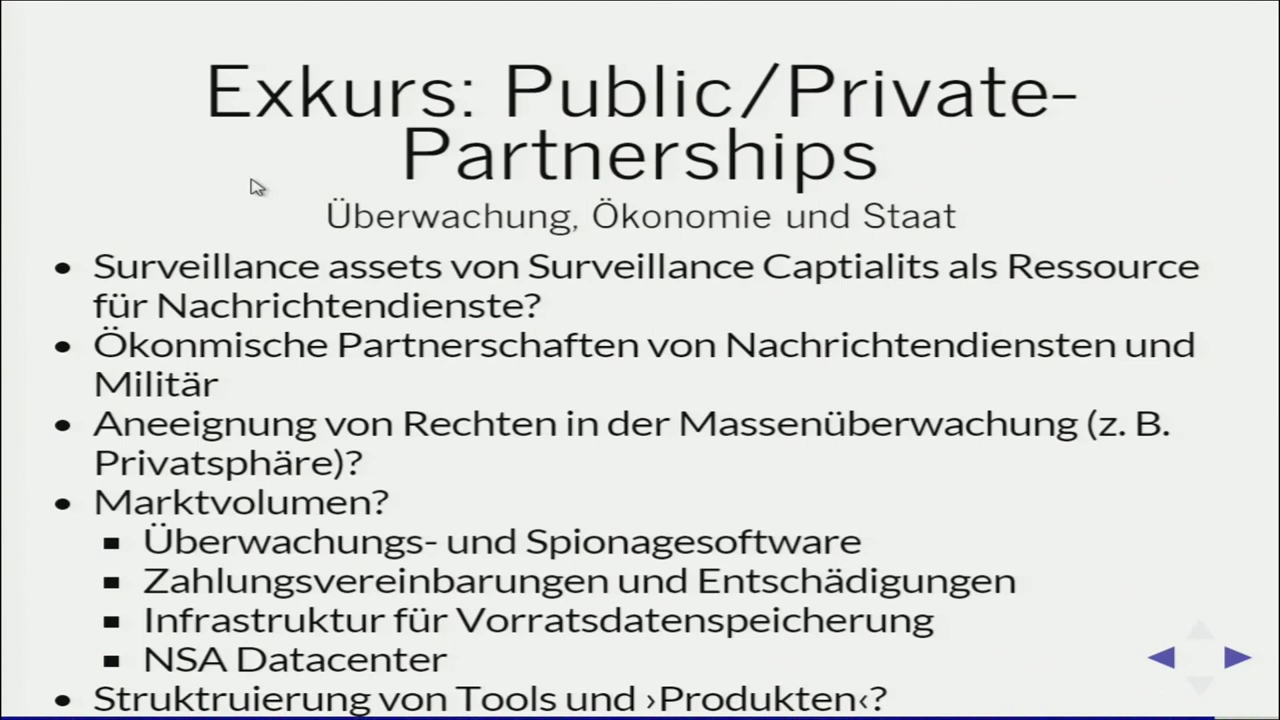 Exkurs: Public/Private-
Partnerships
Überwachung, Ökonomie und Staat
• Surveillance assets von Surveillance Captialits als Ressource
für Nachrichtendienste?
• Ökonmische Partnerschaften von Nachrichtendiensten und
Militär
• Aneeignung von Rechten in der Massenüberwachung (z. B.
Privatsphäre)?
• Marktvolumen?
▪ Überwachungs- und Spionagesoftware
▪ Zahlungsvereinbarungen und Entschädigungen
▪ Infrastruktur für Vorratsdatenspeicherung
▪ NSA Datacenter
• Struktruierung von Tools und ›Produkten‹?